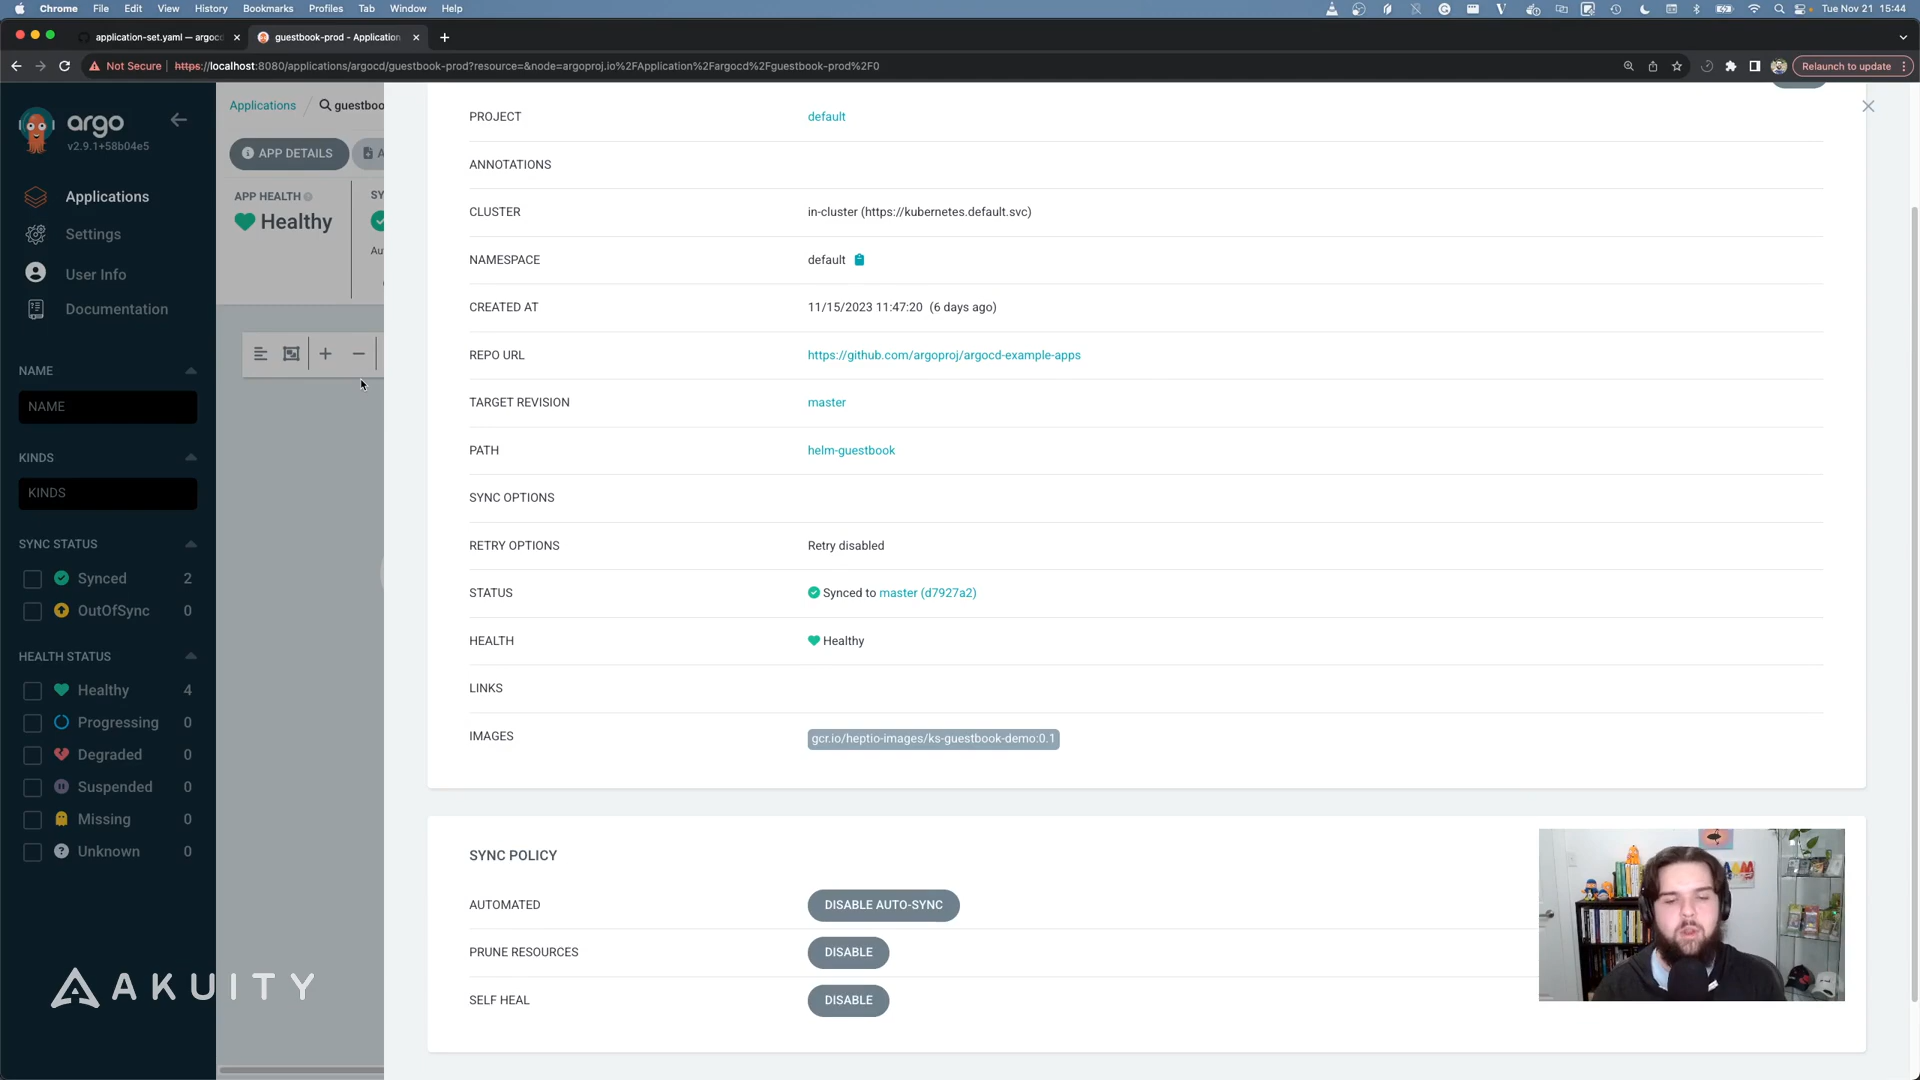 Chrome File Edit View History Bookmarks Profiles Tab Window Help
Tue Nov 21 15:44
application-set.yaml — argocd
guestbook-prod - Application
Not Secure https://localhost:8080/applications/argocd/guestbook-prod?resource=&node=argoproj.io%2FApplication%2Fargocd%2Fguestbook-prod%2F0
Relaunch to update
argo
v2.9.1+58b04e5
Applications
Settings
User Info
Documentation
NAME
NAME
KINDS
KINDS
SYNC STATUS
Synced 2
OutOfSync 0
HEALTH STATUS
Healthy 4
Progressing 0
Degraded 0
Suspended 0
Missing 0
Unknown 0
Applications / guestboo
APP DETAILS A
APP HEALTH SY
Healthy
Au
PROJECT default
ANNOTATIONS
CLUSTER in-cluster (https://kubernetes.default.svc)
NAMESPACE default
CREATED AT 11/15/2023 11:47:20 (6 days ago)
REPO URL https://github.com/argoproj/argocd-example-apps
TARGET REVISION master
PATH helm-guestbook
SYNC OPTIONS
RETRY OPTIONS Retry disabled
STATUS Synced to master (d7927a2)
HEALTH Healthy
LINKS
IMAGES gcr.io/heptio-images/ks-guestbook-demo:0.1
SYNC POLICY
AUTOMATED DISABLE AUTO-SYNC
PRUNE RESOURCES DISABLE
SELF HEAL DISABLE
AKUITY